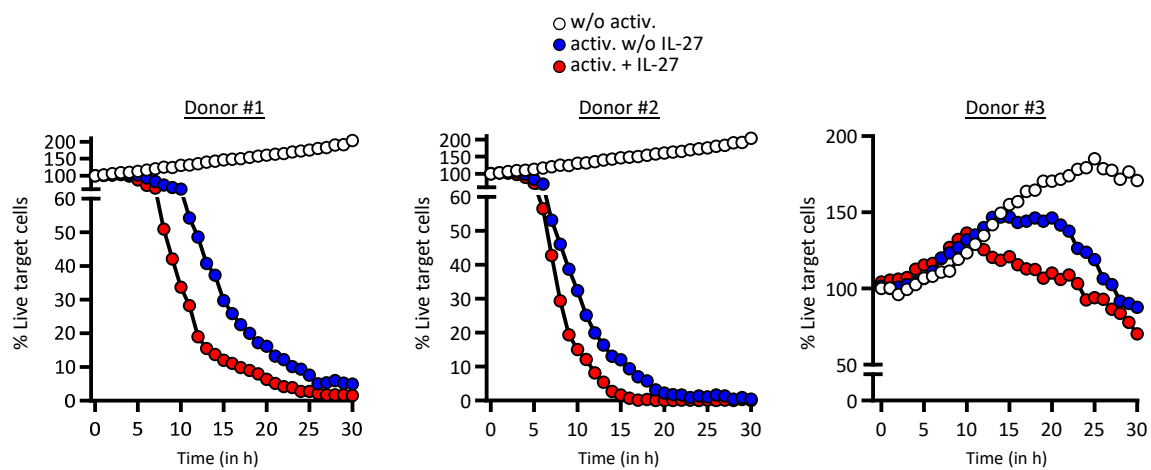 w/o activ.
activ. w/o IL-27
activ. + IL-27
Donor #1
Donor #2
Donor #3
% Live target cells
200
150
100
60
50
40
30
20
10
0
0 5 10 15 20 25 30
Time (in h)
% Live target cells
200
150
100
60
50
40
30
20
10
0
0 5 10 15 20 25 30
Time (in h)
% Live target cells
200
150
100
50
0
0 5 10 15 20 25 30
Time (in h)